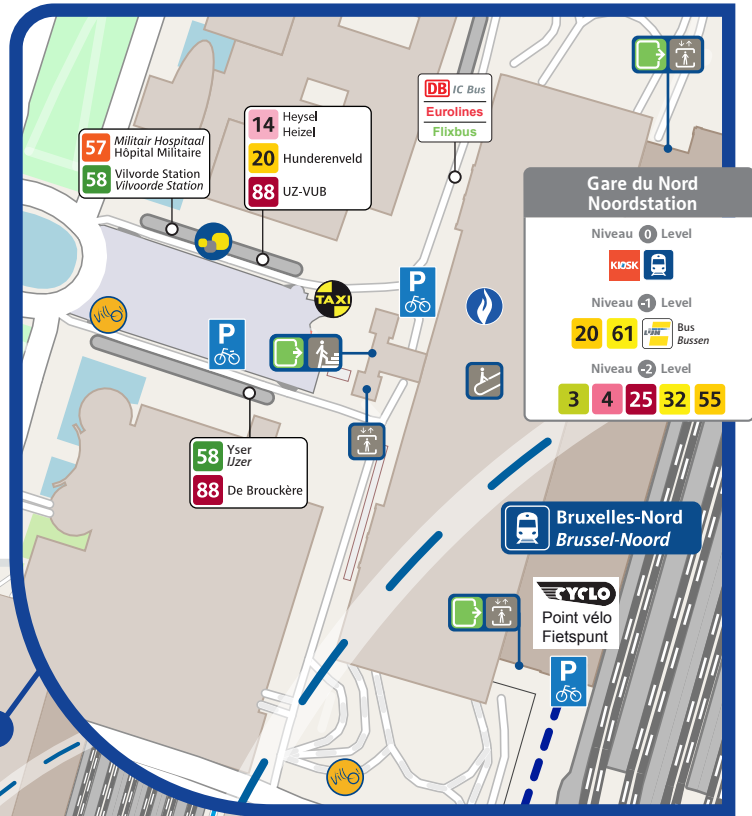 DB IC Bus
Eurolines
Flixbus
57 Militair Hospitaal
Hôpital Militaire
58 Vilvorde Station
Vilvoorde Station
14 Heysel
Heizel
20 Hunderenveld
88 UZ-VUB
Gare du Nord
Noordstation
Niveau 0 Level
KIOSK
Niveau -1 Level
20 61 Bus
Bussen
Niveau -2 Level
3 4 25 32 55
TAXI
P
Villo!
P
58 Yser
IJzer
88 De Brouckère
Bruxelles-Nord
Brussel-Noord
CYCLO
Point vélo
Fietspunt
P
Villo!